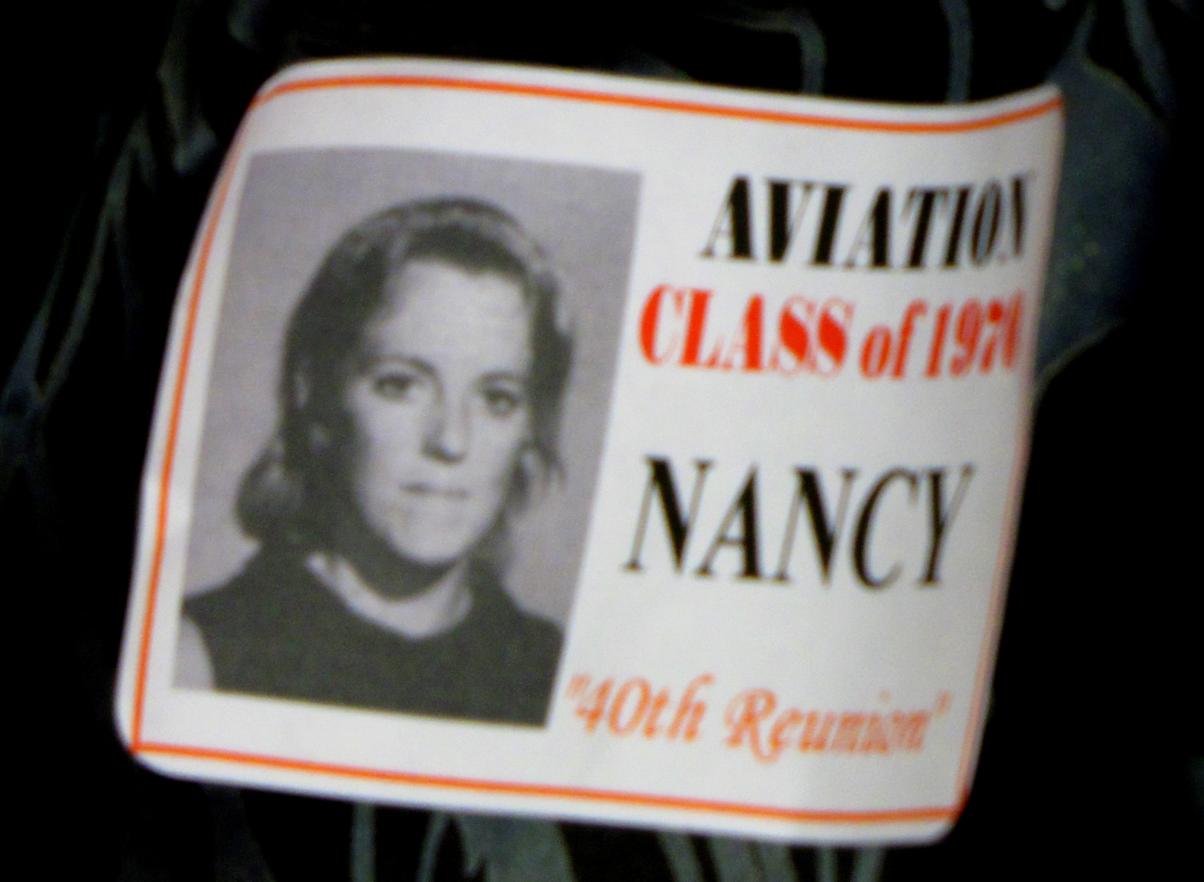 AVIATION
CLASS of 1970
NANCY
"40th Reunion"